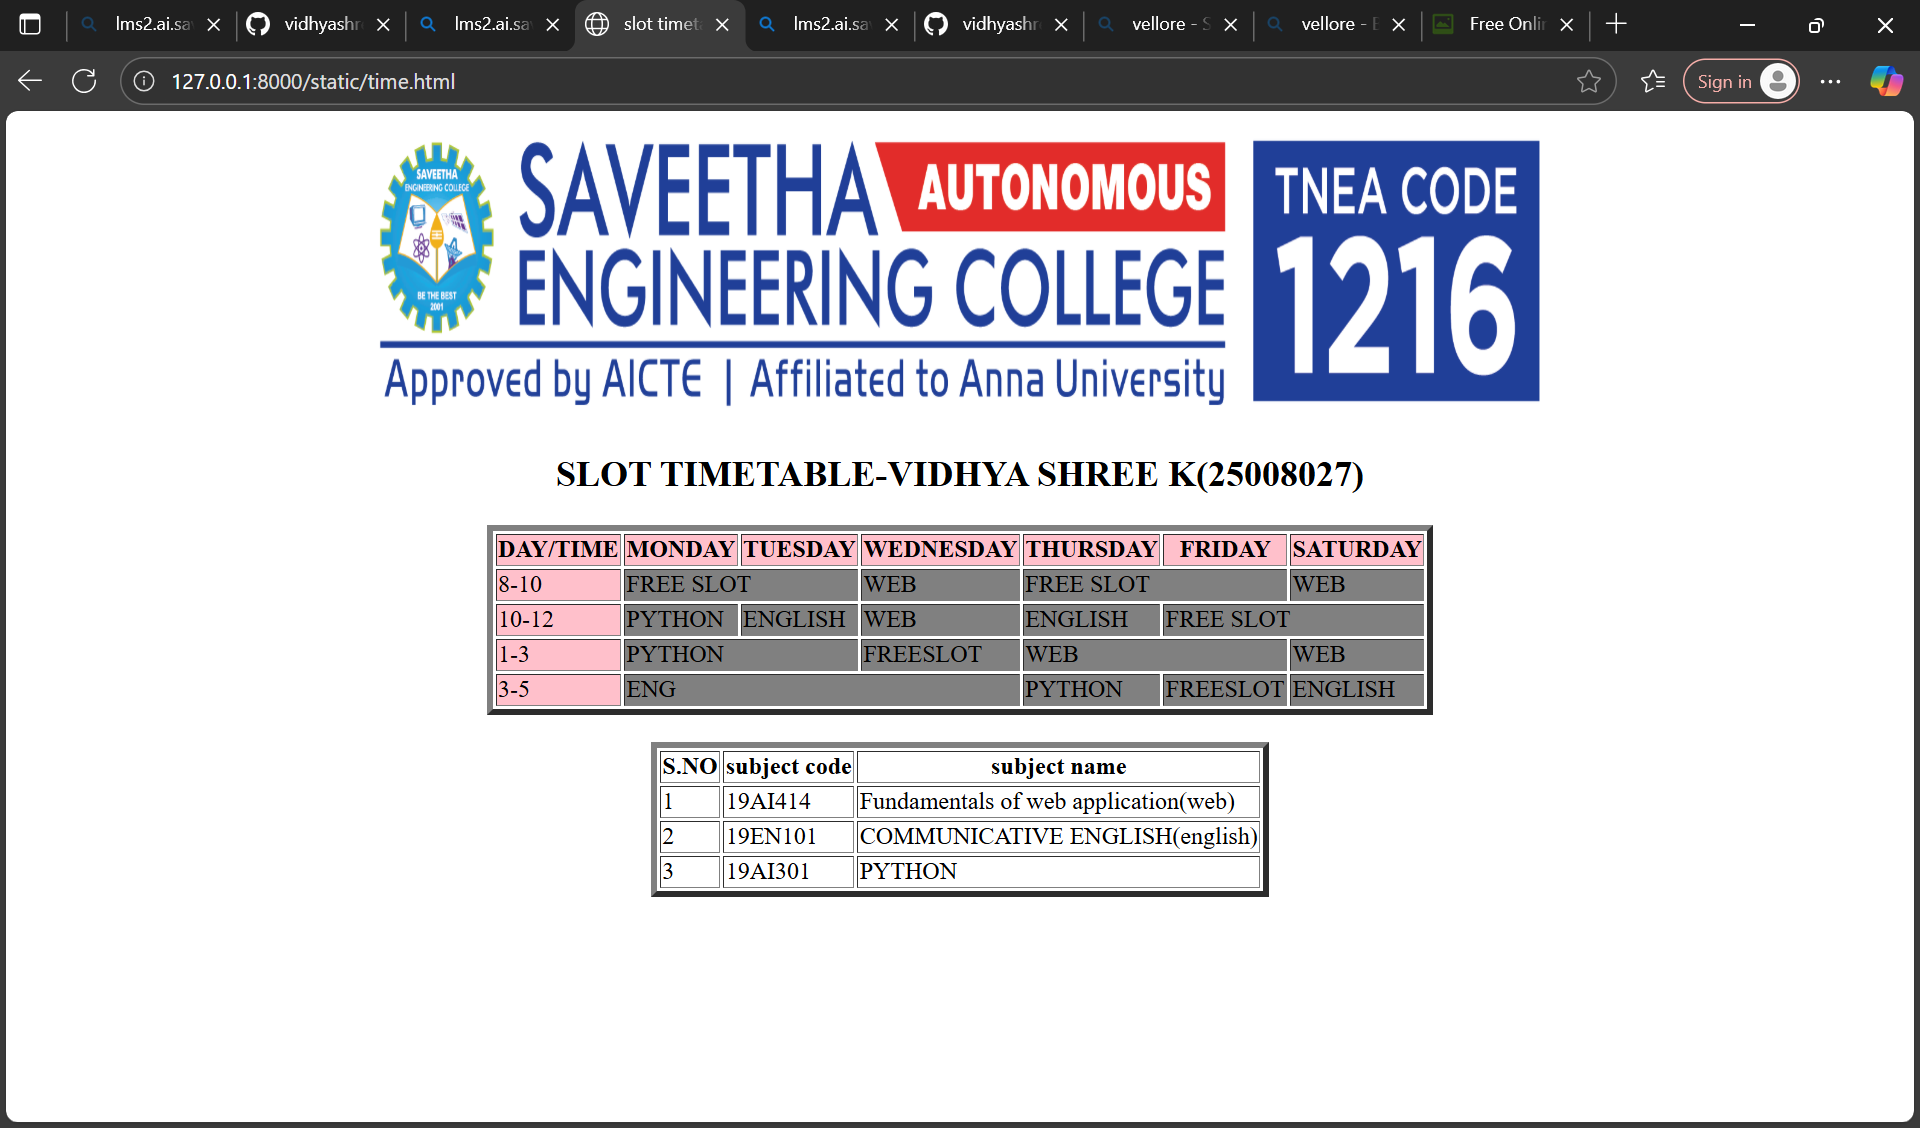 lms2.ai.sa
vidhyashr
lms2.ai.sa
slot timet
lms2.ai.sa
vidhyashr
vellore - S
vellore - E
Free Onlin
127.0.0.1:8000/static/time.html
Sign in
SAVEETHA
ENGINEERING COLLEGE
BE THE BEST
2001
SAVEETHA AUTONOMOUS
ENGINEERING COLLEGE
Approved by AICTE | Affiliated to Anna University
TNEA CODE
1216
SLOT TIMETABLE-VIDHYA SHREE K(25008027)
DAY/TIME MONDAY TUESDAY WEDNESDAY THURSDAY FRIDAY SATURDAY
8-10 FREE SLOT WEB FREE SLOT WEB
10-12 PYTHON ENGLISH WEB ENGLISH FREE SLOT
1-3 PYTHON FREESLOT WEB WEB
3-5 ENG PYTHON FREESLOT ENGLISH
S.NO subject code subject name
1 19AI414 Fundamentals of web application(web)
2 19EN101 COMMUNICATIVE ENGLISH(english)
3 19AI301 PYTHON